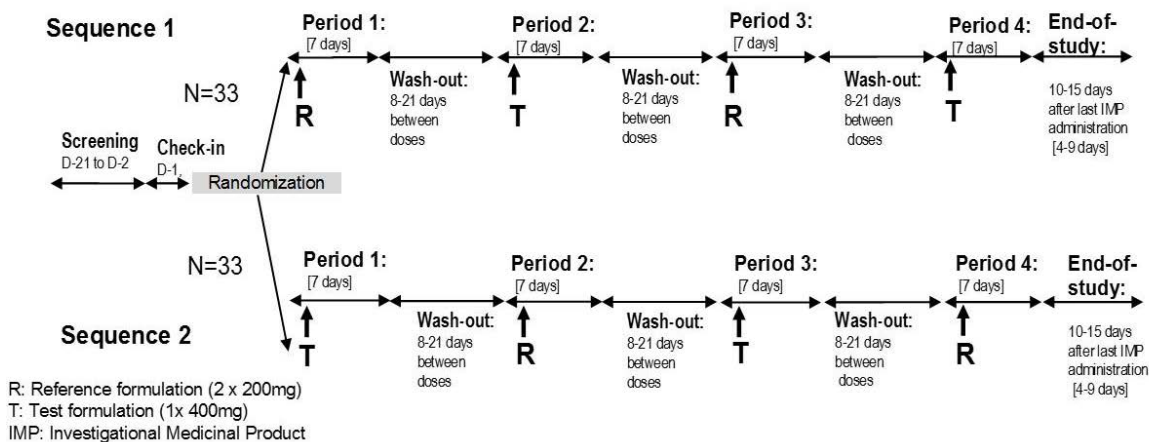 Sequence 1
N=33
Period 1:
[7 days]
R
Wash-out:
8-21 days
between
doses
Period 2:
[7 days]
T
Wash-out:
8-21 days
between
doses
Period 3:
[7 days]
R
Wash-out:
8-21 days
between
doses
Period 4:
[7 days]
T
End-of-
study:
10-15 days
after last IMP
administration
[4-9 days]
Screening
D-21 to D-2
Check-in
D-1,
Randomization
N=33
Sequence 2
Period 1:
[7 days]
T
Wash-out:
8-21 days
between
doses
Period 2:
[7 days]
R
Wash-out:
8-21 days
between
doses
Period 3:
[7 days]
T
Wash-out:
8-21 days
between
doses
Period 4:
[7 days]
R
End-of-
study:
10-15 days
after last IMP
administration
[4-9 days]
R: Reference formulation (2 x 200mg)
T: Test formulation (1x 400mg)
IMP: Investigational Medicinal Product